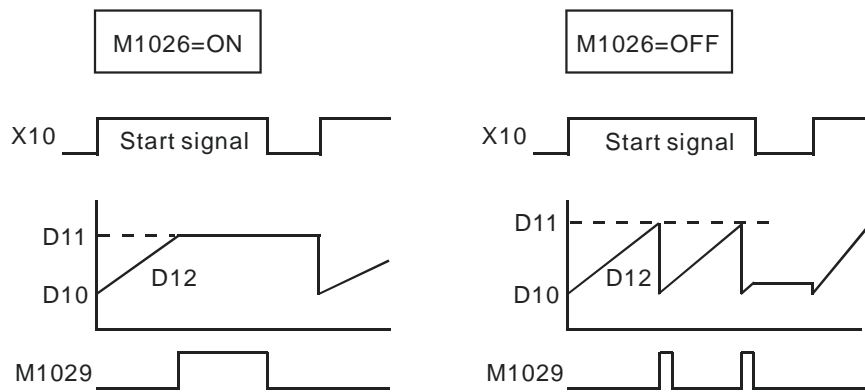 M1026=ON
X10
Start signal
D11
D12
D10
M1029
M1026=OFF
X10
Start signal
D11
D12
D10
M1029